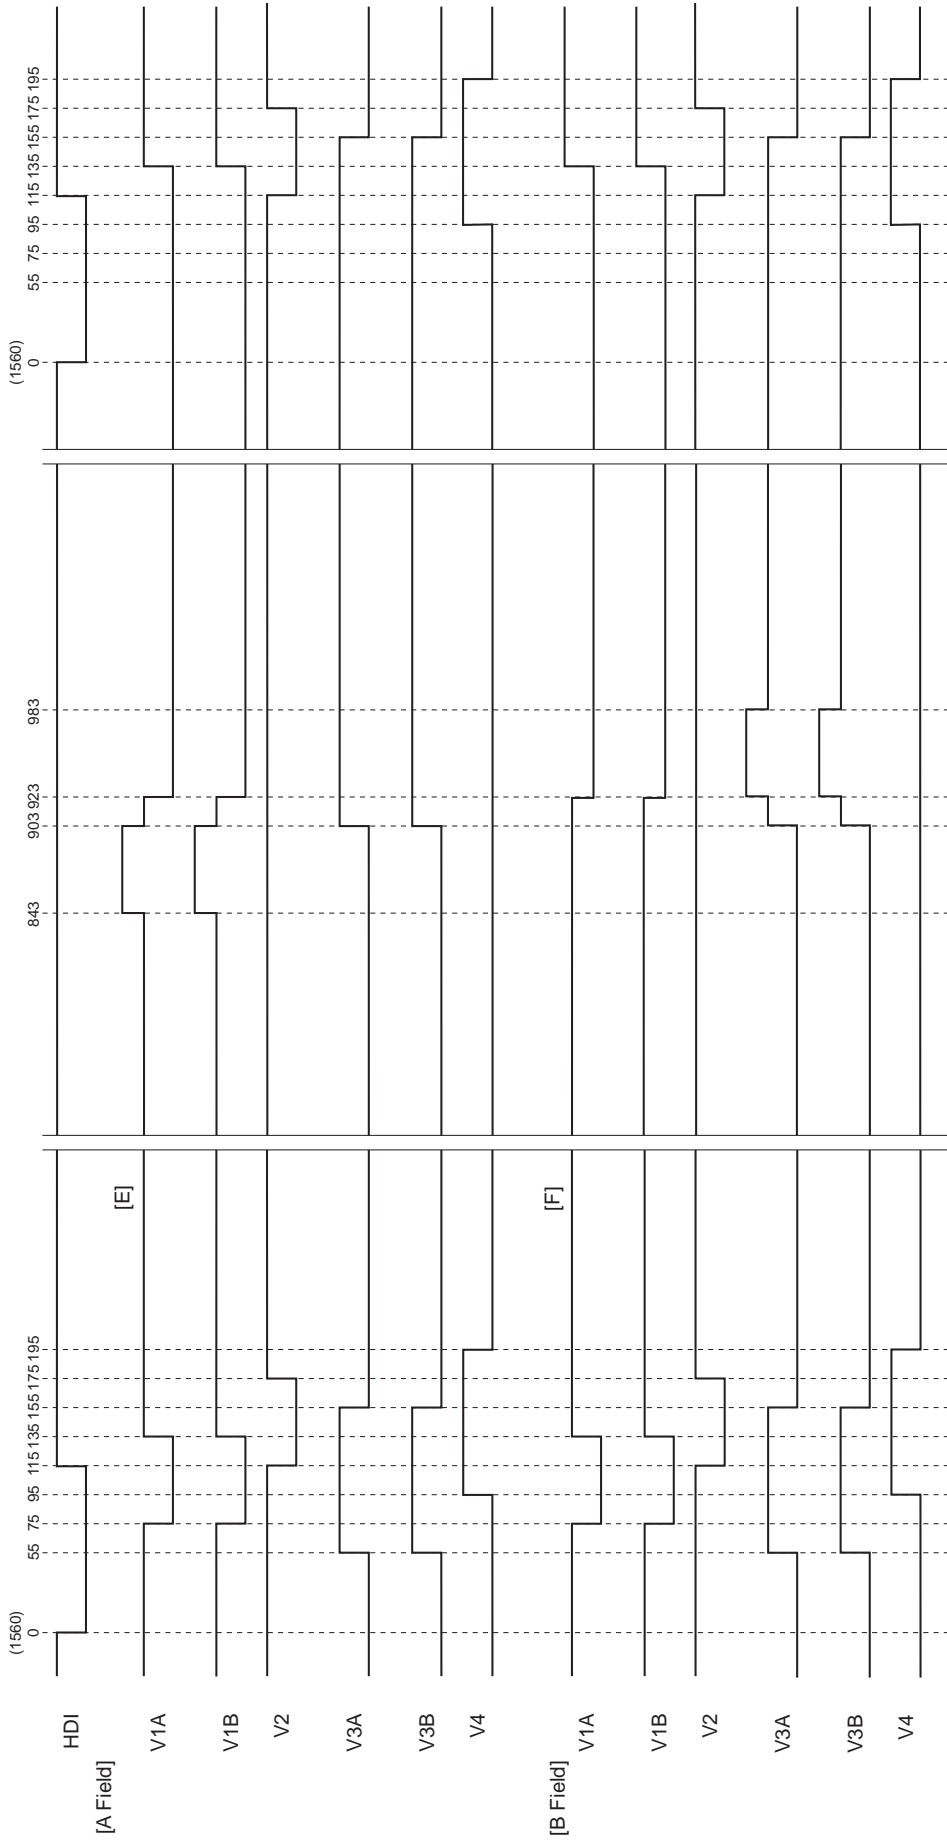 (1560)
0
55
75
95
115
135
155
175
195
843
903
923
983
(1560)
0
55
75
95
115
135
155
175
195
HDI
[A Field]
[E]
V1A
V1B
V2
V3A
V3B
V4
[B Field]
[F]
V1A
V1B
V2
V3A
V3B
V4